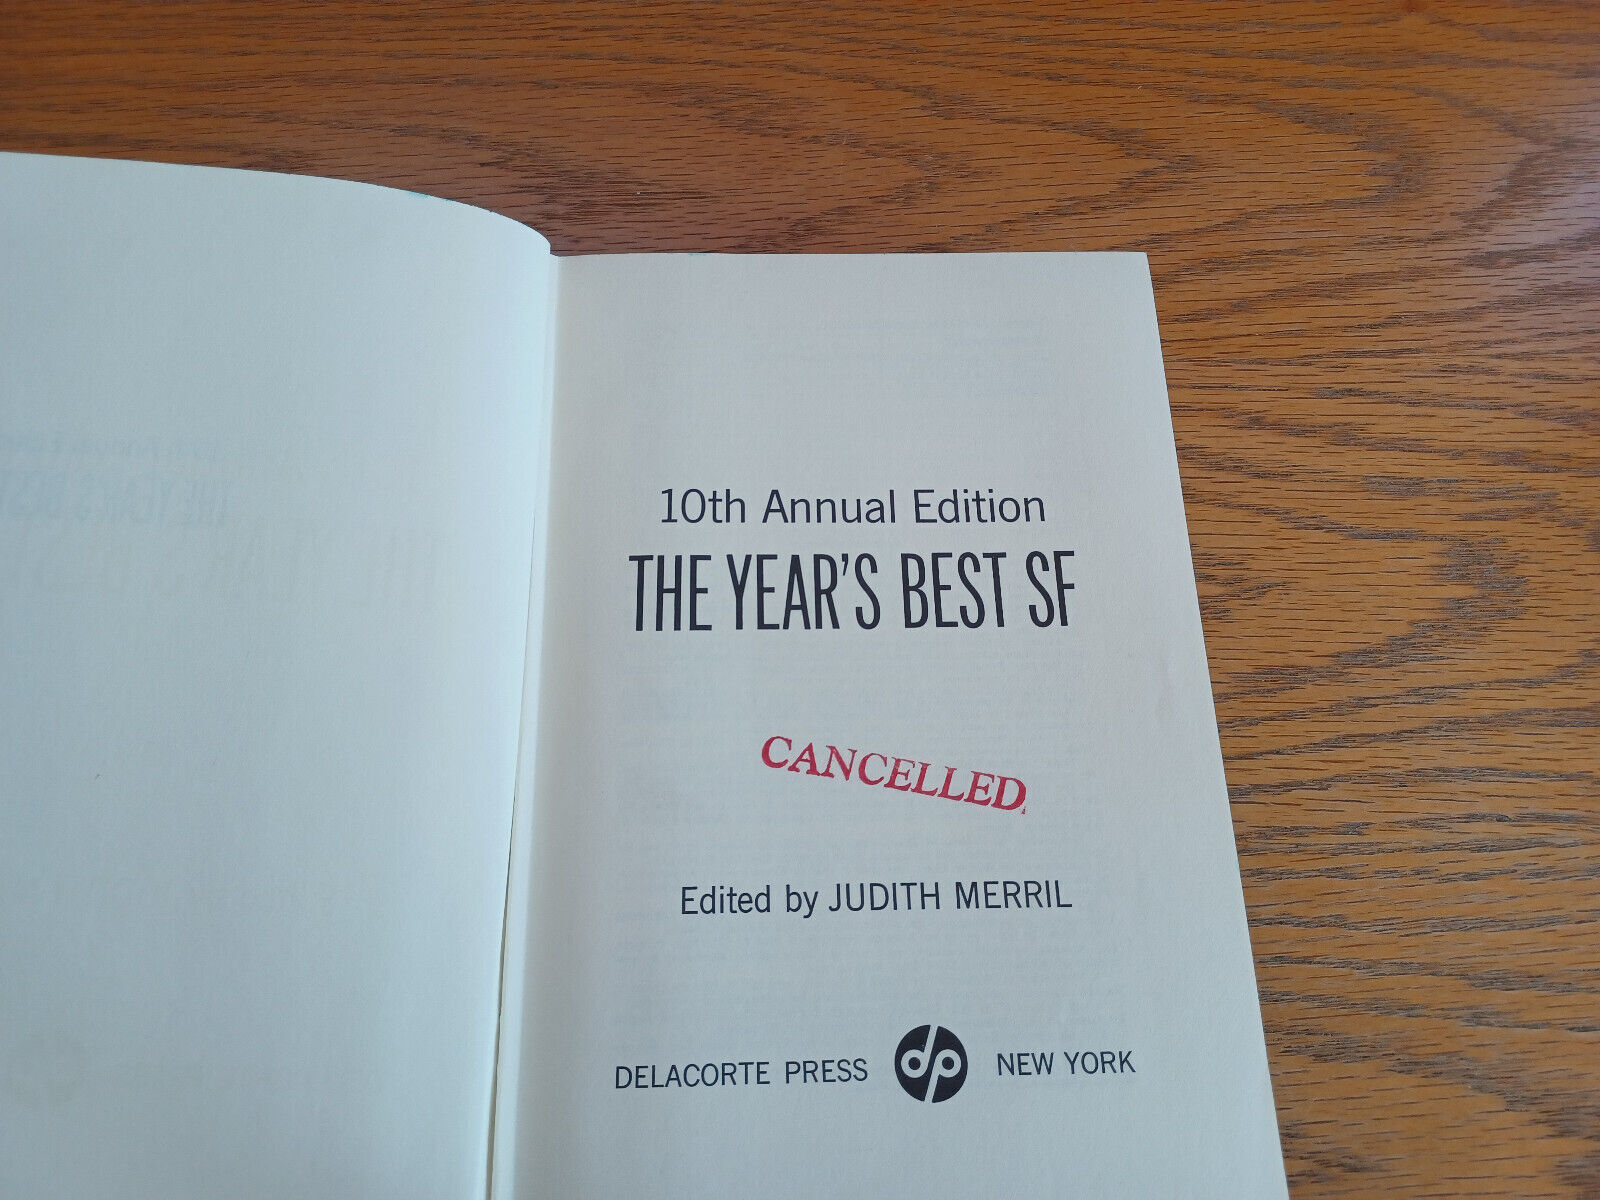 10th Annual Edition
THE YEAR'S BEST SF
CANCELLED
Edited by JUDITH MERRIL
DELACORTE PRESS dp NEW YORK